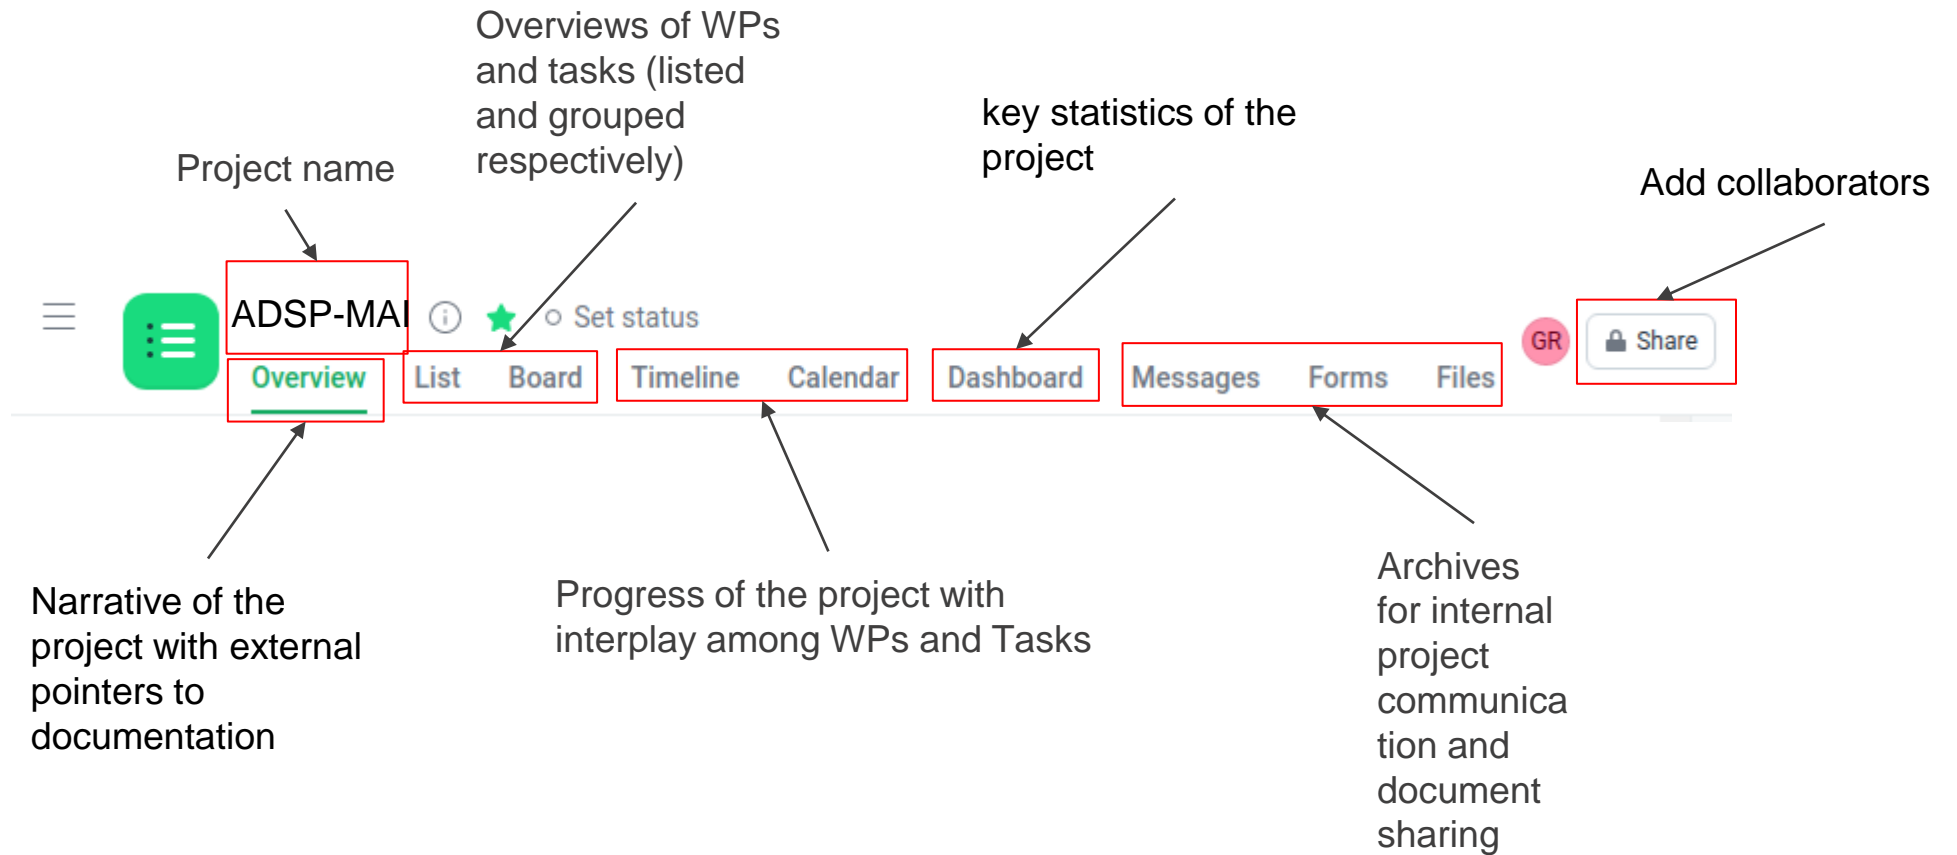 Overviews of WPs
and tasks (listed
and grouped
respectively)
key statistics of the
project
Project name
Add collaborators
ADSP-MAI
Set status
GR
Share
Overview
List
Board
Timeline
Calendar
Dashboard
Messages
Forms
Files
Narrative of the
project with external
pointers to
documentation
Progress of the project with
interplay among WPs and Tasks
Archives
for internal
project
communica
tion and
document
sharing